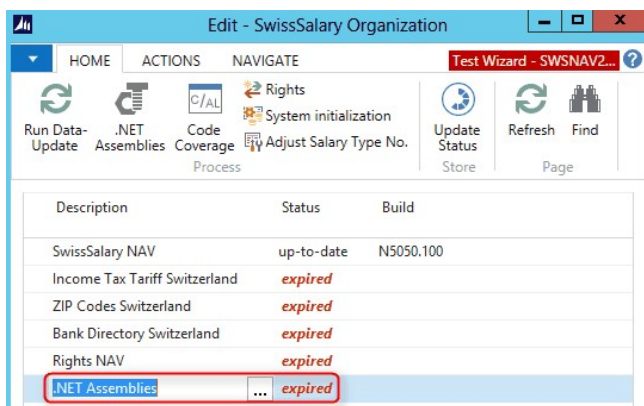 Edit - SwissSalary Organization
HOME ACTIONS NAVIGATE Test Wizard - SWSNAV2...
Run Data-Update
.NET Assemblies
C/AL
Code Coverage
Rights
System initialization
Adjust Salary Type No.
Update Status
Refresh
Find
Process Store Page
Description Status Build
SwissSalary NAV up-to-date N5050.100
Income Tax Tariff Switzerland expired
ZIP Codes Switzerland expired
Bank Directory Switzerland expired
Rights NAV expired
.NET Assemblies ... expired